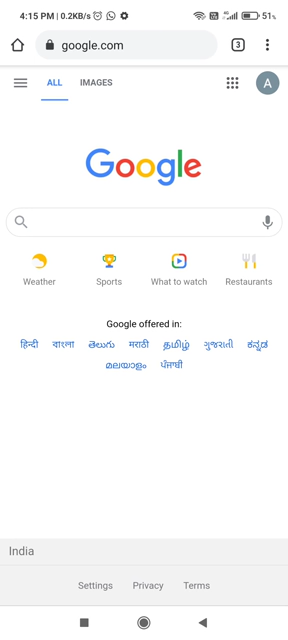 4:15 PM | 0.2KB/s
51%
google.com
3
ALL IMAGES
A
Google
Weather Sports What to watch Restaurants
Google offered in:
हिन्दी বাংলা తెలుగు मराठी தமிழ் ગુજરાતી ಕನ್ನಡ
മലയാളം ਪੰਜਾਬੀ
India
Settings Privacy Terms